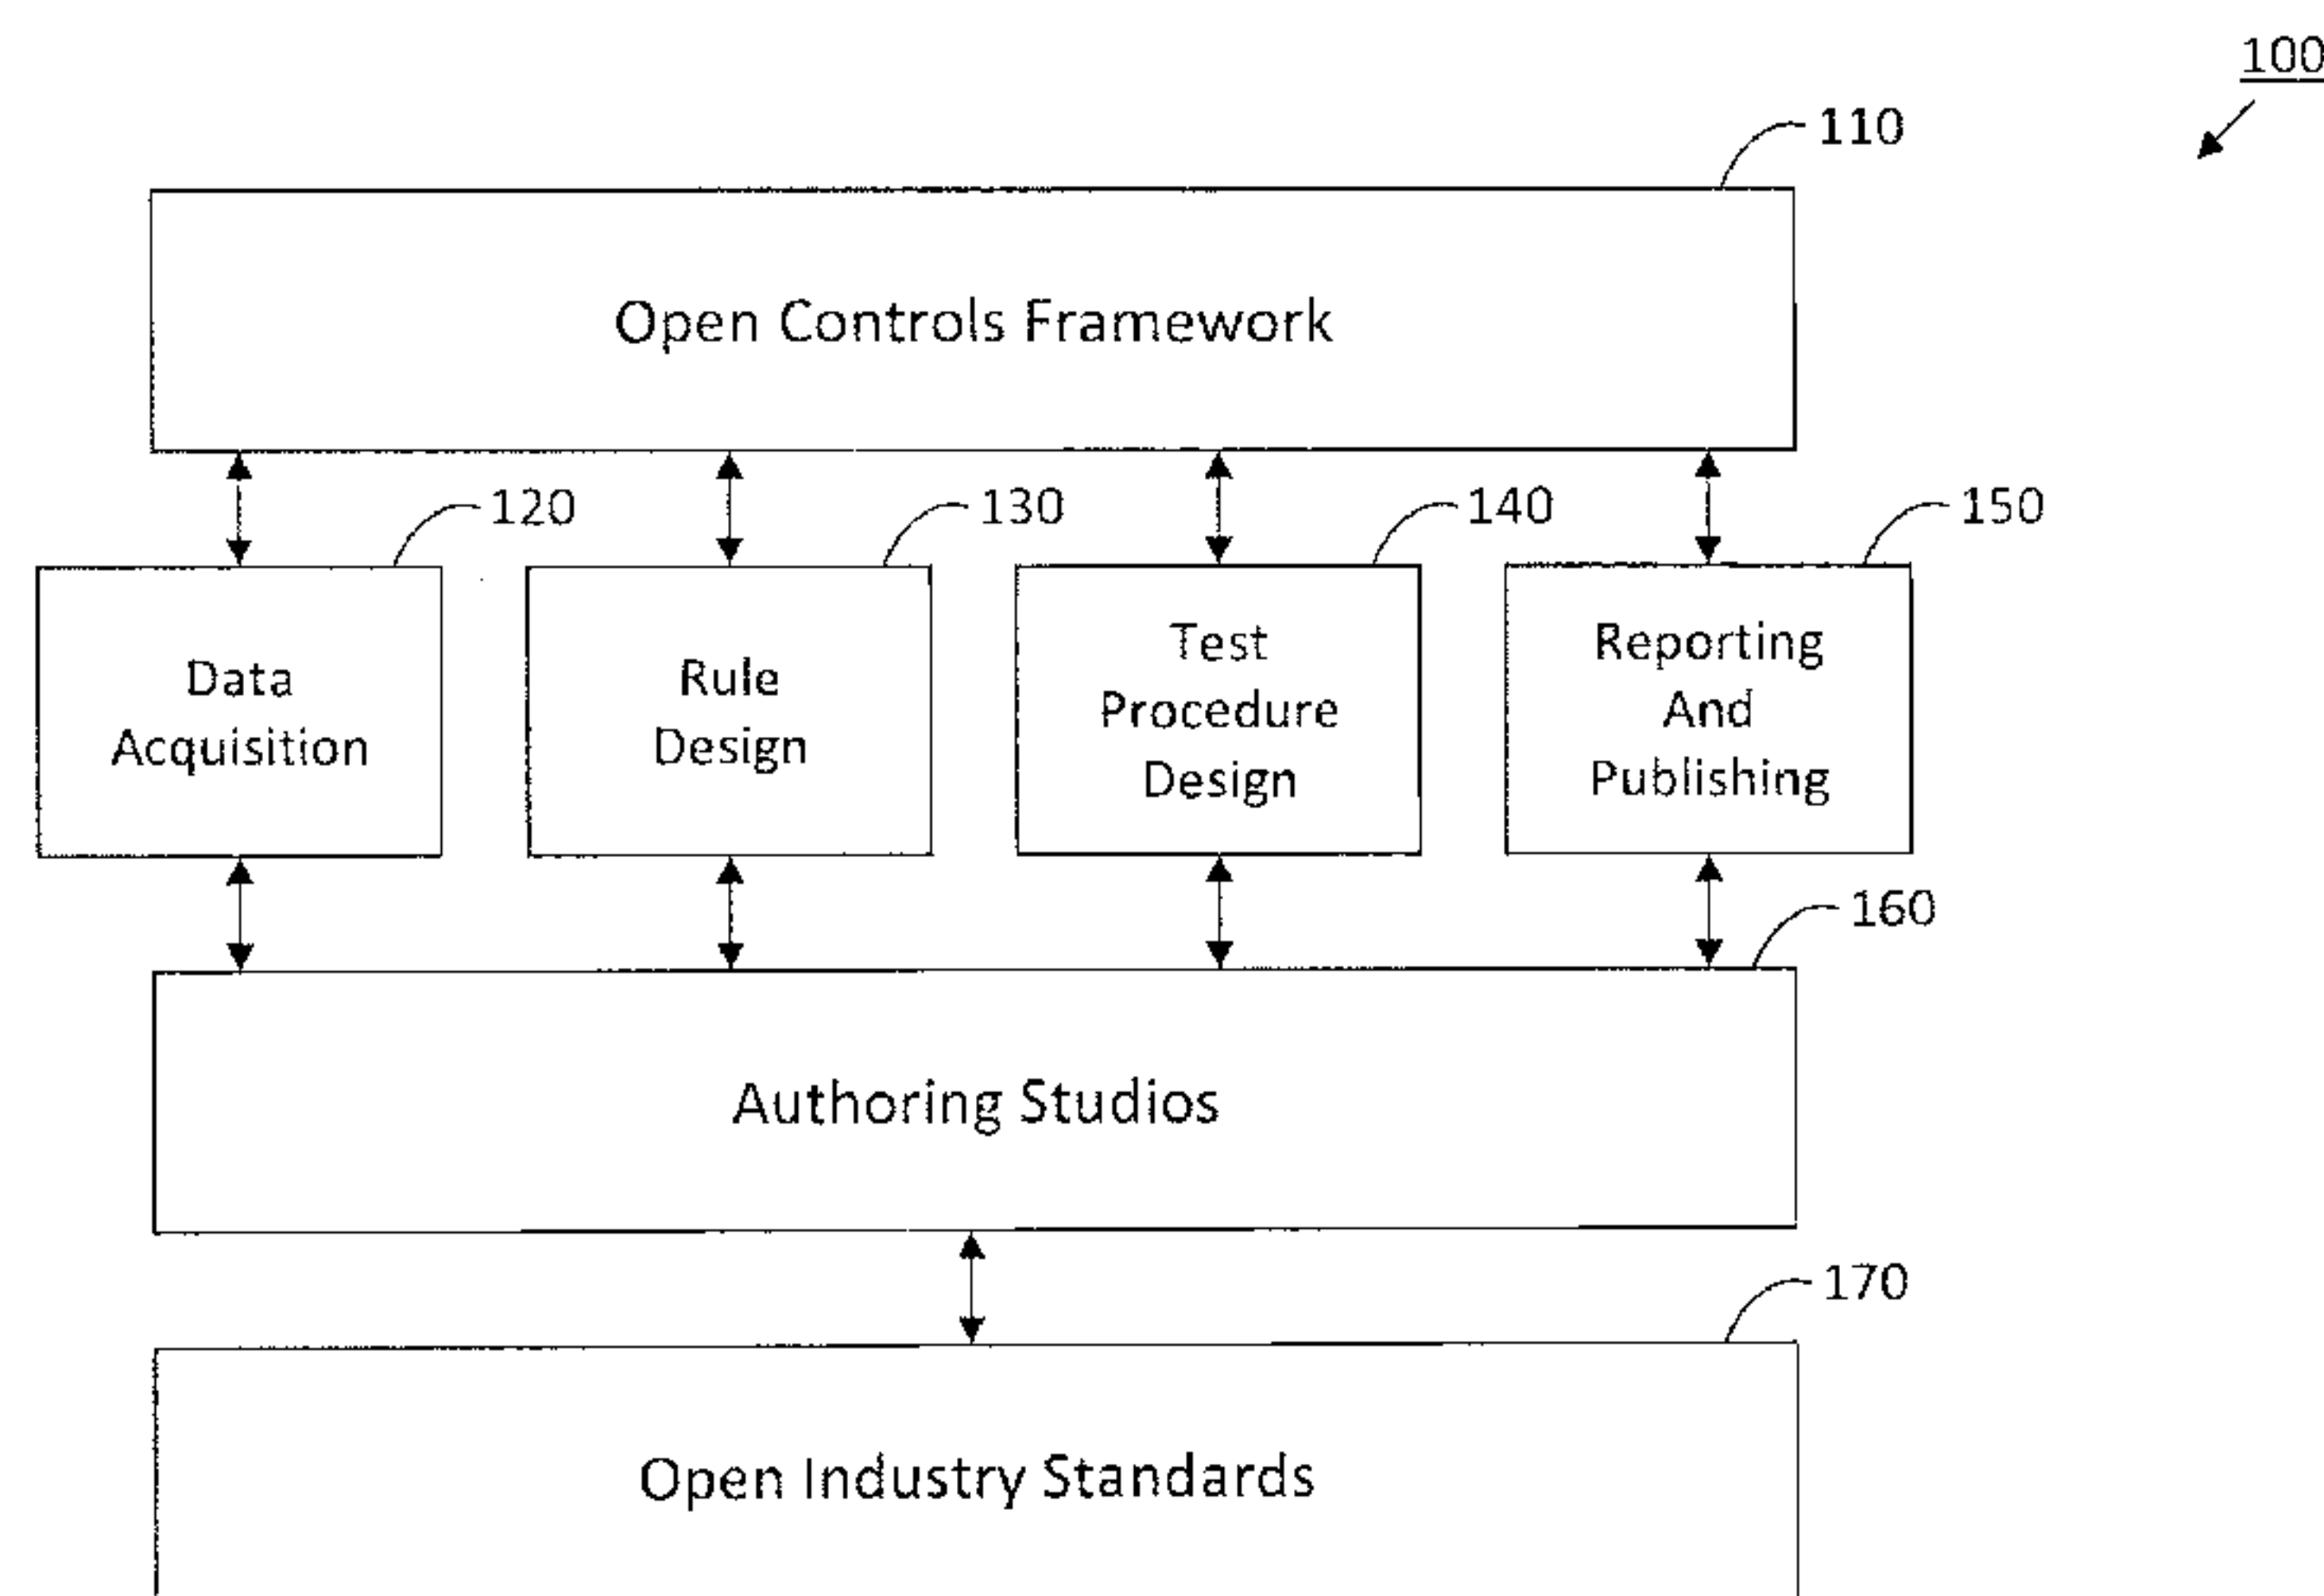 100
110
Open Controls Framework
120
130
140
150
Data
Acquisition
Rule
Design
Test
Procedure
Design
Reporting
And
Publishing
160
Authoring Studios
170
Open Industry Standards